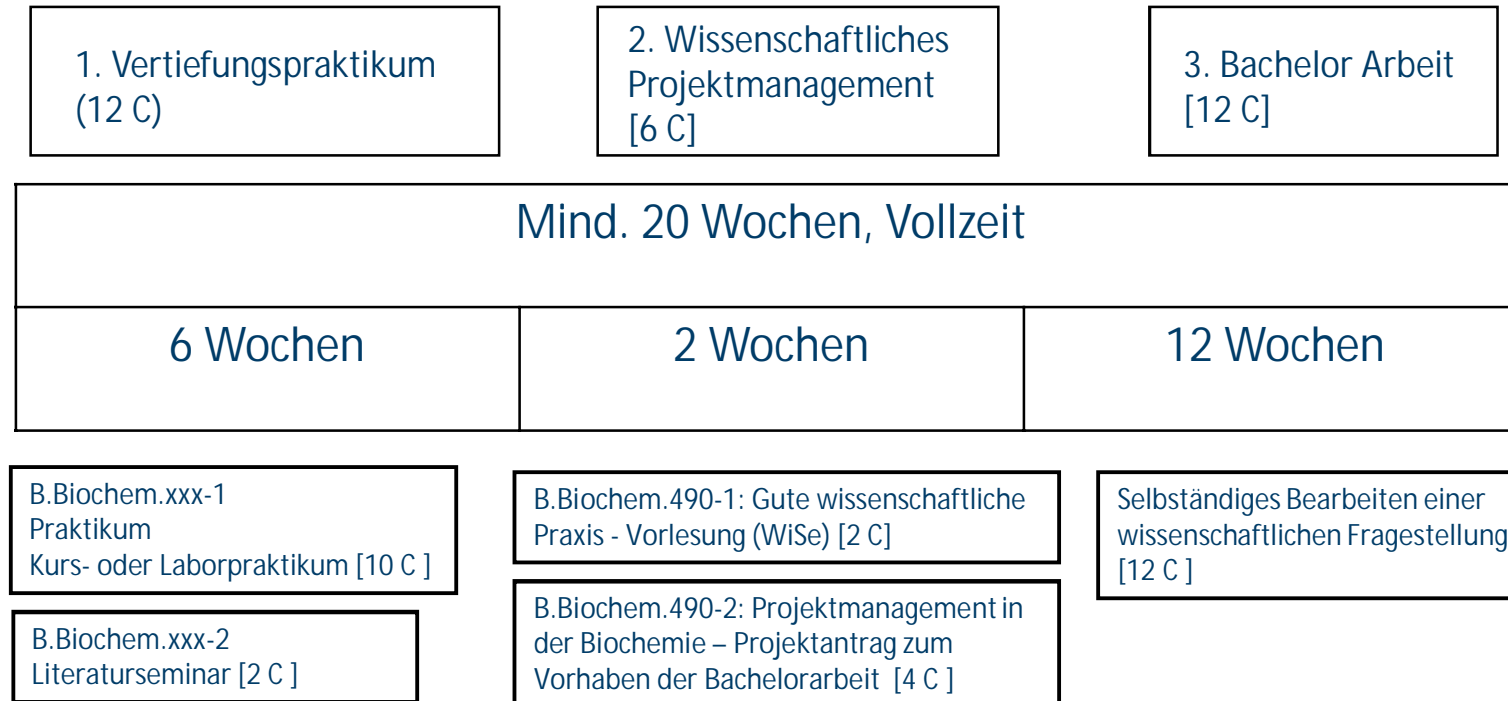 1. Vertiefungspraktikum
(12 C)
2. Wissenschaftliches
Projektmanagement
[6 C]
3. Bachelor Arbeit
[12 C]
Mind. 20 Wochen, Vollzeit
6 Wochen
2 Wochen
12 Wochen
B.Biochem.xxx-1
Praktikum
Kurs- oder Laborpraktikum [10 C ]
B.Biochem.xxx-2
Literaturseminar [2 C ]
B.Biochem.490-1: Gute wissenschaftliche
Praxis - Vorlesung (WiSe) [2 C]
B.Biochem.490-2: Projektmanagement in
der Biochemie – Projektantrag zum
Vorhaben der Bachelorarbeit [4 C ]
Selbständiges Bearbeiten einer
wissenschaftlichen Fragestellung
[12 C ]